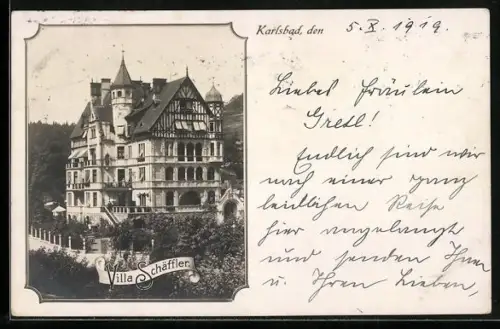 Karlsbad, den 5. X. 1919.
Liebes Fräulein
Gretl!
Endlich sind wir
nach einer ganz
leidlichen Reise
hier angelangt
und senden Ihnen
u. Ihren Lieben,
Villa Schäffler.